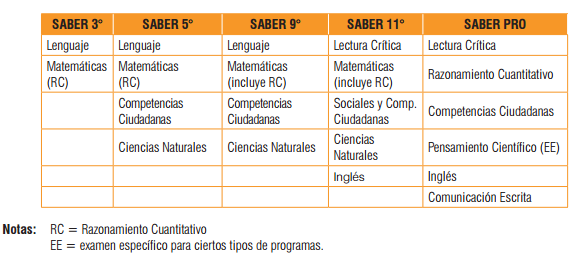 SABER 3° SABER 5° SABER 9° SABER 11° SABER PRO
Lenguaje Lenguaje Lenguaje Lectura Crítica Lectura Crítica
Matemáticas (RC) Matemáticas (RC) Matemáticas (incluye RC) Matemáticas (incluye RC) Razonamiento Cuantitativo
Competencias Ciudadanas Competencias Ciudadanas Sociales y Comp. Ciudadanas Competencias Ciudadanas
Ciencias Naturales Ciencias Naturales Ciencias Naturales Pensamiento Científico (EE)
Inglés Inglés
Comunicación Escrita
Notas: RC = Razonamiento Cuantitativo
EE = examen específico para ciertos tipos de programas.